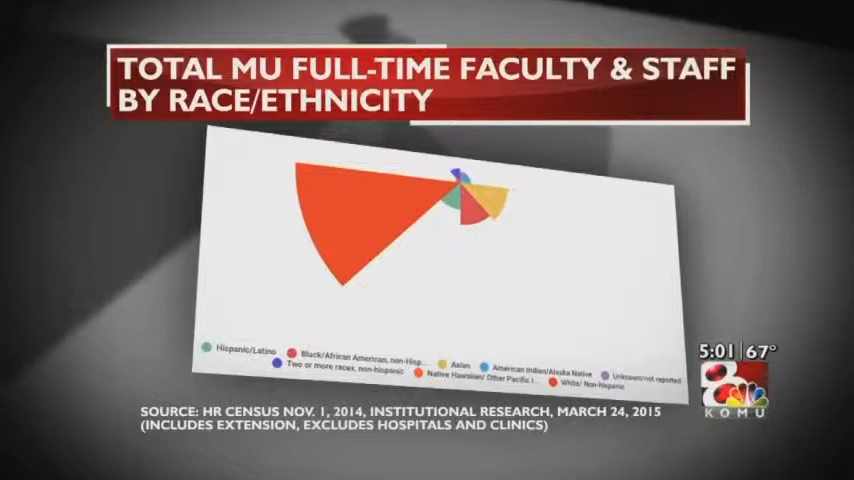 TOTAL MU FULL-TIME FACULTY & STAFF
BY RACE/ETHNICITY
Hispanic/Latino Black/African American, non-Hisp... Asian American Indian/Alaska Native Unknown/not reported
Two or more races, non-hispanic Native Hawaiian/ Other Pacific I... White/ Non-hispanic
5:01 67°
8
KOMU
SOURCE: HR CENSUS NOV. 1, 2014, INSTITUTIONAL RESEARCH, MARCH 24, 2015
(INCLUDES EXTENSION, EXCLUDES HOSPITALS AND CLINICS)